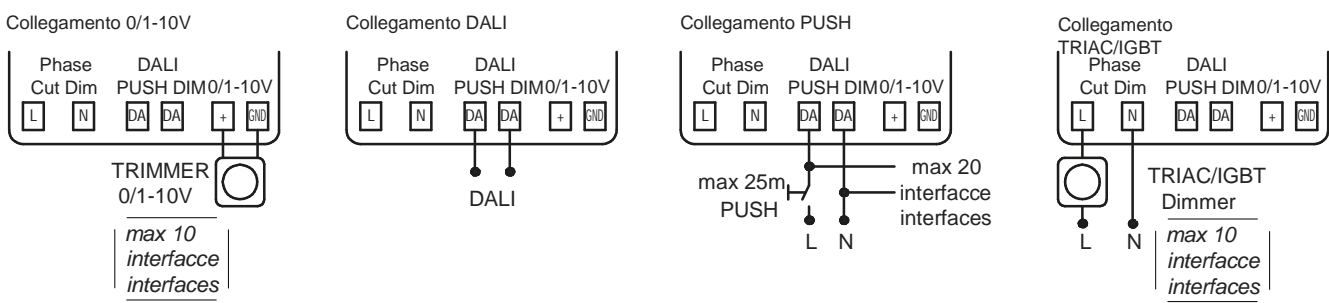 Collegamento 0/1-10V
Phase DALI
Cut Dim PUSH DIM 0/1-10V
L N DA DA + GND
TRIMMER
0/1-10V
max 10
interfacce
interfaces
Collegamento DALI
Phase DALI
Cut Dim PUSH DIM 0/1-10V
L N DA DA + GND
DALI
Collegamento PUSH
Phase DALI
Cut Dim PUSH DIM 0/1-10V
L N DA DA + GND
max 25m
PUSH
max 20
interfacce
interfaces
L N
Collegamento
TRIAC/IGBT
Phase DALI
Cut Dim PUSH DIM 0/1-10V
L N DA DA + GND
TRIAC/IGBT
Dimmer
L N
max 10
interfacce
interfaces